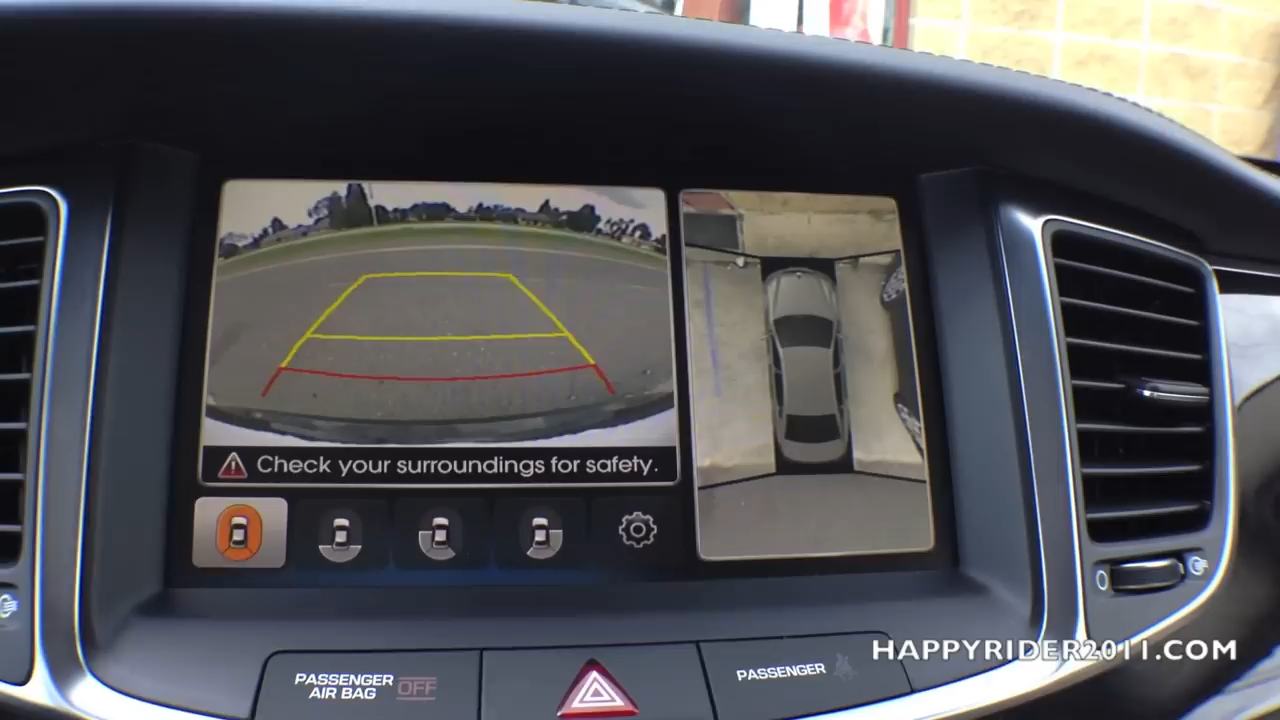 Check your surroundings for safety.
PASSENGER
AIR BAG OFF
PASSENGER
HAPPYRIDER2011.COM